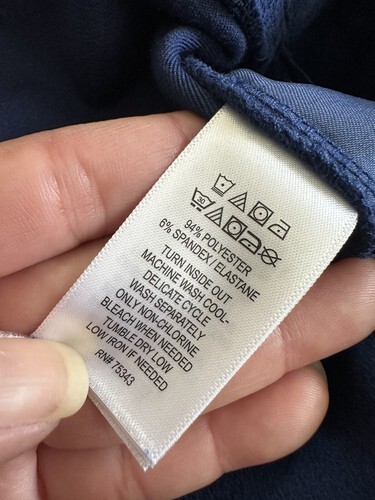 30
94% POLYESTER
6% SPANDEX/ ELASTANE
TURN INSIDE OUT
MACHINE WASH COOL-
DELICATE CYCLE
WASH SEPARATELY
ONLY NON-CHLORINE
BLEACH WHEN NEEDED
TUMBLE DRY LOW
LOW IRON IF NEEDED
RN# 75343